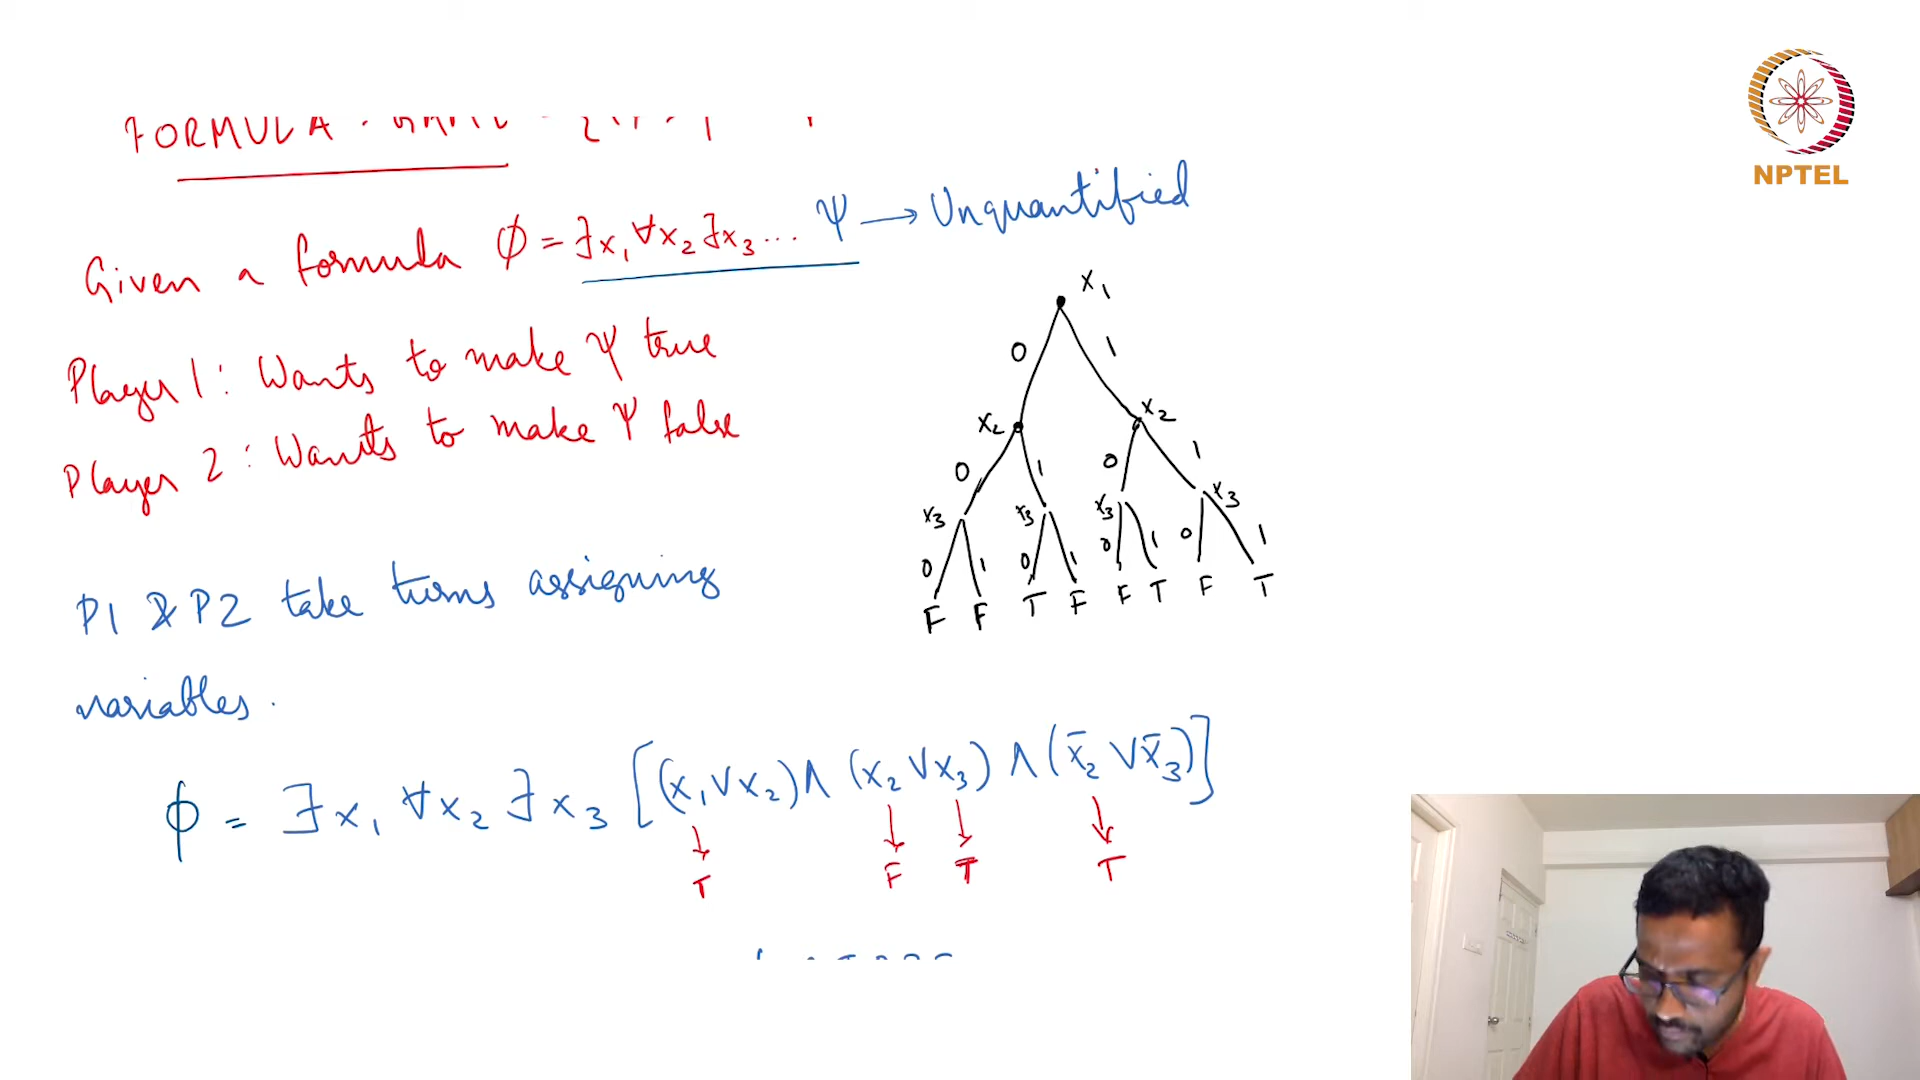 FORMULA
Given a formula ϕ = ∃x₁ ∀x₂ ∃x₃ ... Ψ → Unquantified
Player 1: Wants to make Ψ true
Player 2: Wants to make Ψ false
P1 & P2 take turns assigning
variables.
ϕ = ∃x₁ ∀x₂ ∃x₃ [(x₁ ∨ x₂) ∧ (x₂ ∨ x₃) ∧ (x̄₂ ∨ x̄₃)]
↓ ↓ ↓ ↓
T F T T
x₁
0 1
x₂ x₂
0 1 0 1
x₃ x₃ x₃ x₃
0 1 0 1 0 1 0 1
F F T F F T F T
NPTEL